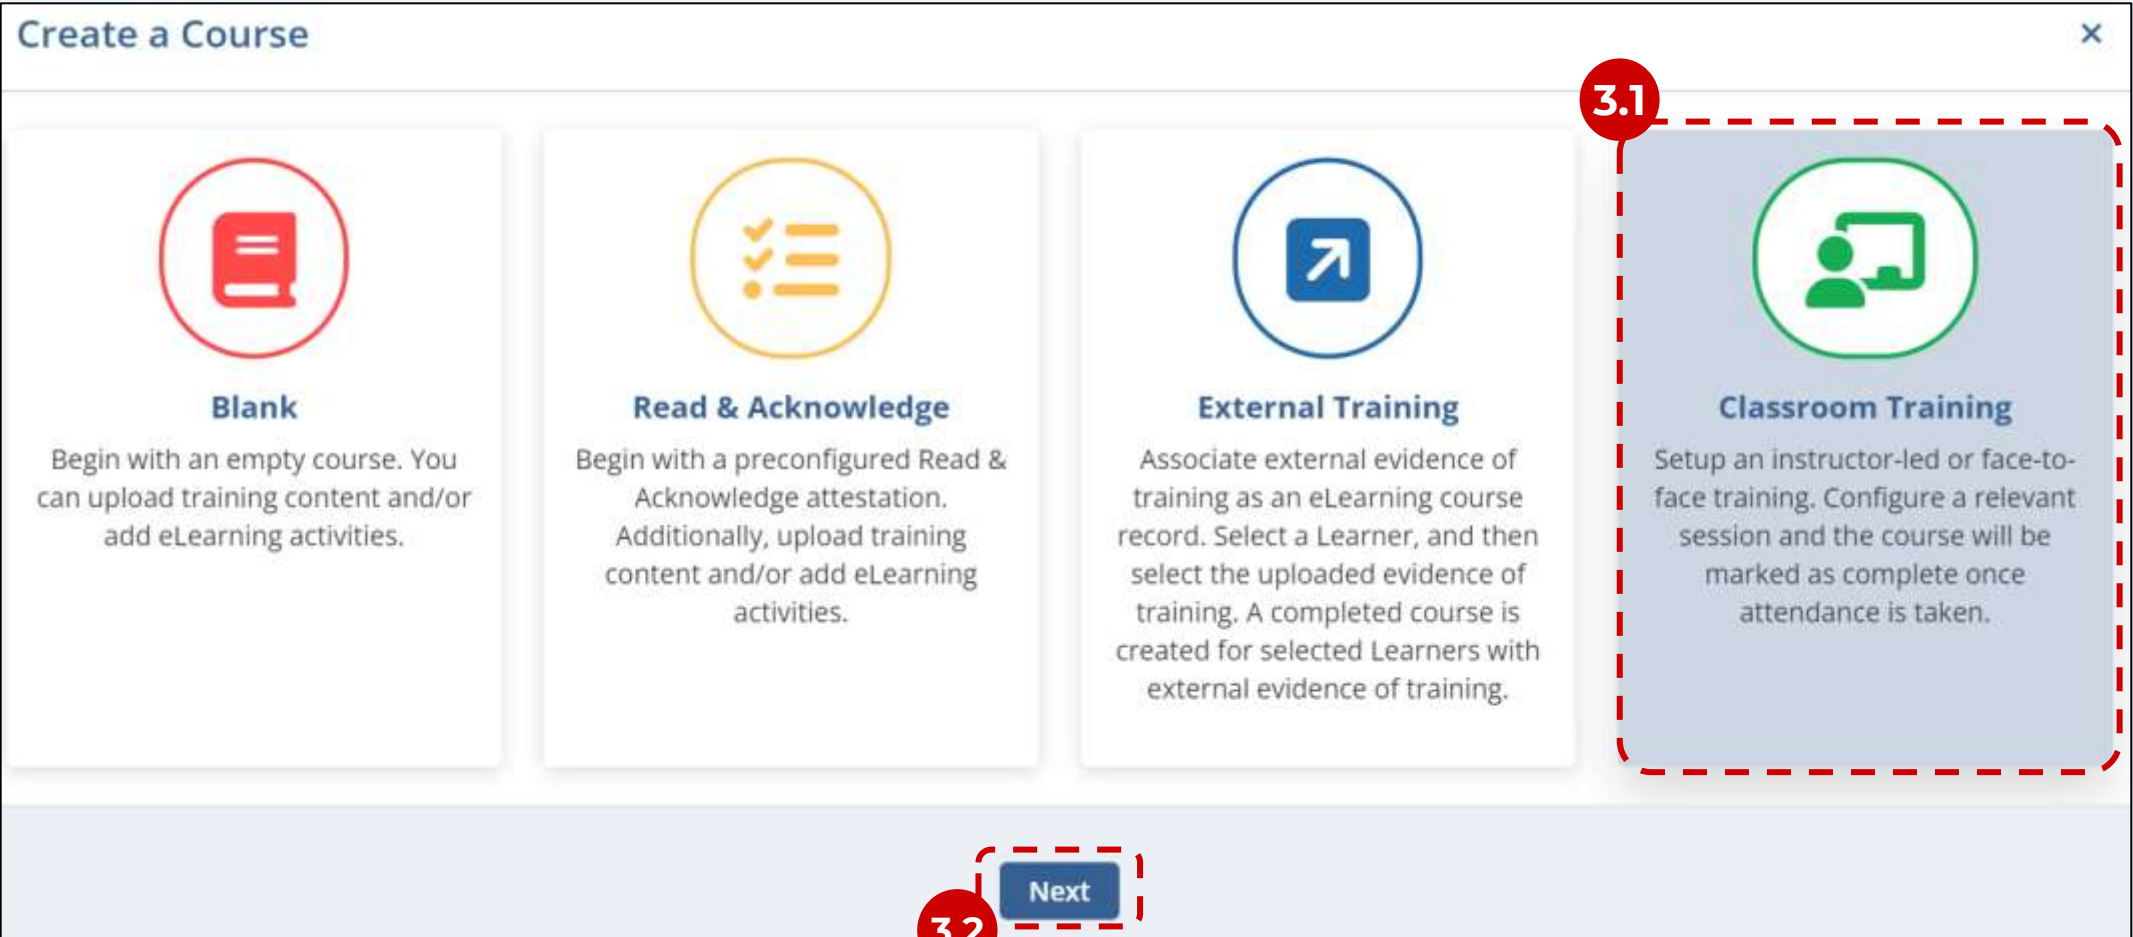 Create a Course
3.1
Blank
Begin with an empty course. You
can upload training content and/or
add eLearning activities.
Read & Acknowledge
Begin with a preconfigured Read &
Acknowledge attestation.
Additionally, upload training
content and/or add eLearning
activities.
External Training
Associate external evidence of
training as an eLearning course
record. Select a Learner, and then
select the uploaded evidence of
training. A completed course is
created for selected Learners with
external evidence of training.
Classroom Training
Setup an instructor-led or face-to-
face training. Configure a relevant
session and the course will be
marked as complete once
attendance is taken.
Next
3.2